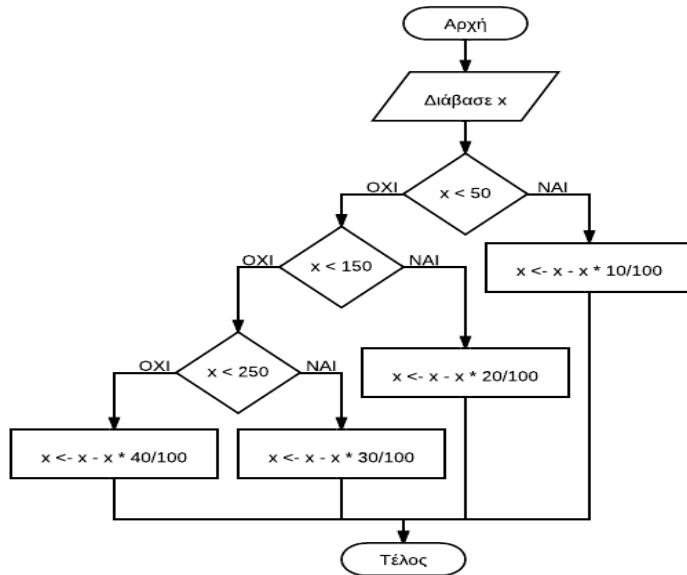 Αρχή
Διάβασε x
ΟΧΙ
x < 50
ΝΑΙ
x <- x - x * 10/100
ΟΧΙ
x < 150
ΝΑΙ
x <- x - x * 20/100
ΟΧΙ
x < 250
ΝΑΙ
x <- x - x * 40/100
x <- x - x * 30/100
Τέλος